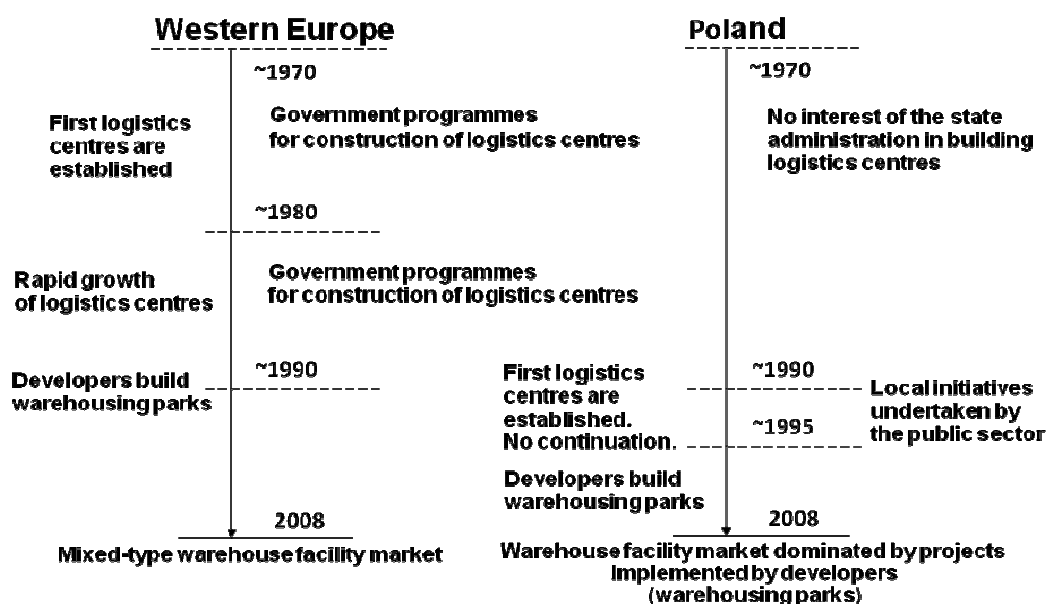 Western Europe
~1970
First logistics
centres are
established
Government programmes
for construction of logistics centres
~1980
Rapid growth
of logistics centres
Government programmes
for construction of logistics centres
~1990
Developers build
warehousing parks
2008
Mixed-type warehouse facility market
Poland
~1970
No interest of the state
administration in building
logistics centres
~1990
First logistics
centres are
established.
No continuation.
Local initiatives
undertaken by
the public sector
~1995
Developers build
warehousing parks
2008
Warehouse facility market dominated by projects
Implemented by developers
(warehousing parks)